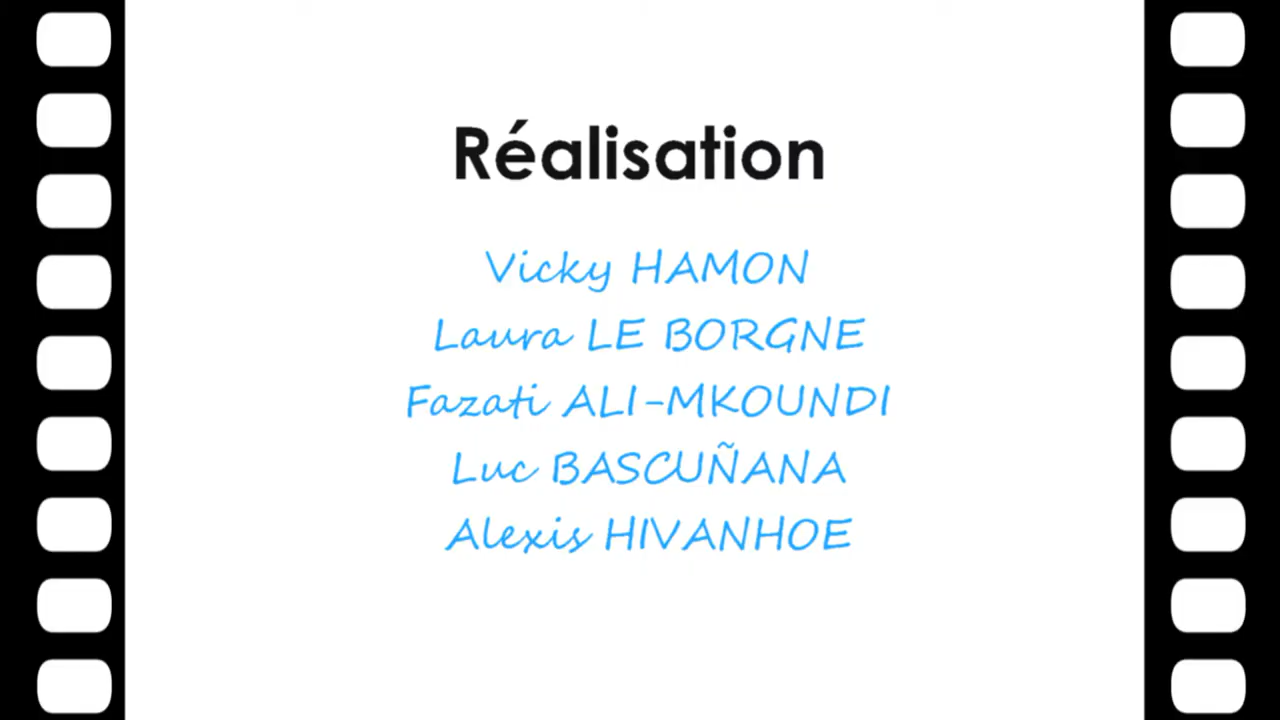 Réalisation
Vicky HAMON
Laura LE BORGNE
Fazati ALI-MKOUNDI
Luc BASCUÑANA
Alexis HIVANHOE